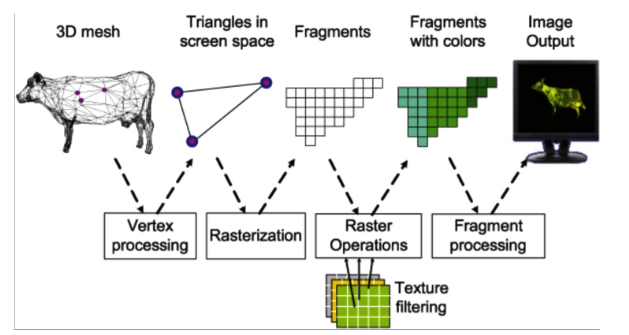 3D mesh
Triangles in
screen space
Fragments
Fragments
with colors
Image
Output
Vertex
processing
Rasterization
Raster
Operations
Fragment
processing
Texture
filtering